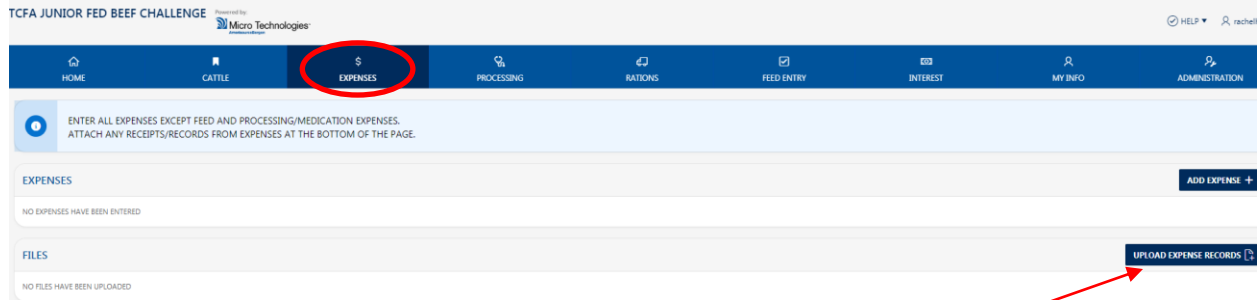 TCFA JUNIOR FED BEEF CHALLENGE
Powered by:
Micro Technologies
HELP ▼ rachell
HOME CATTLE $ EXPENSES PROCESSING RATIONS FEED ENTRY INTEREST MY INFO ADMINISTRATION
ENTER ALL EXPENSES EXCEPT FEED AND PROCESSING/MEDICATION EXPENSES.
ATTACH ANY RECEIPTS/RECORDS FROM EXPENSES AT THE BOTTOM OF THE PAGE.
EXPENSES ADD EXPENSE +
NO EXPENSES HAVE BEEN ENTERED
FILES UPLOAD EXPENSE RECORDS
NO FILES HAVE BEEN UPLOADED